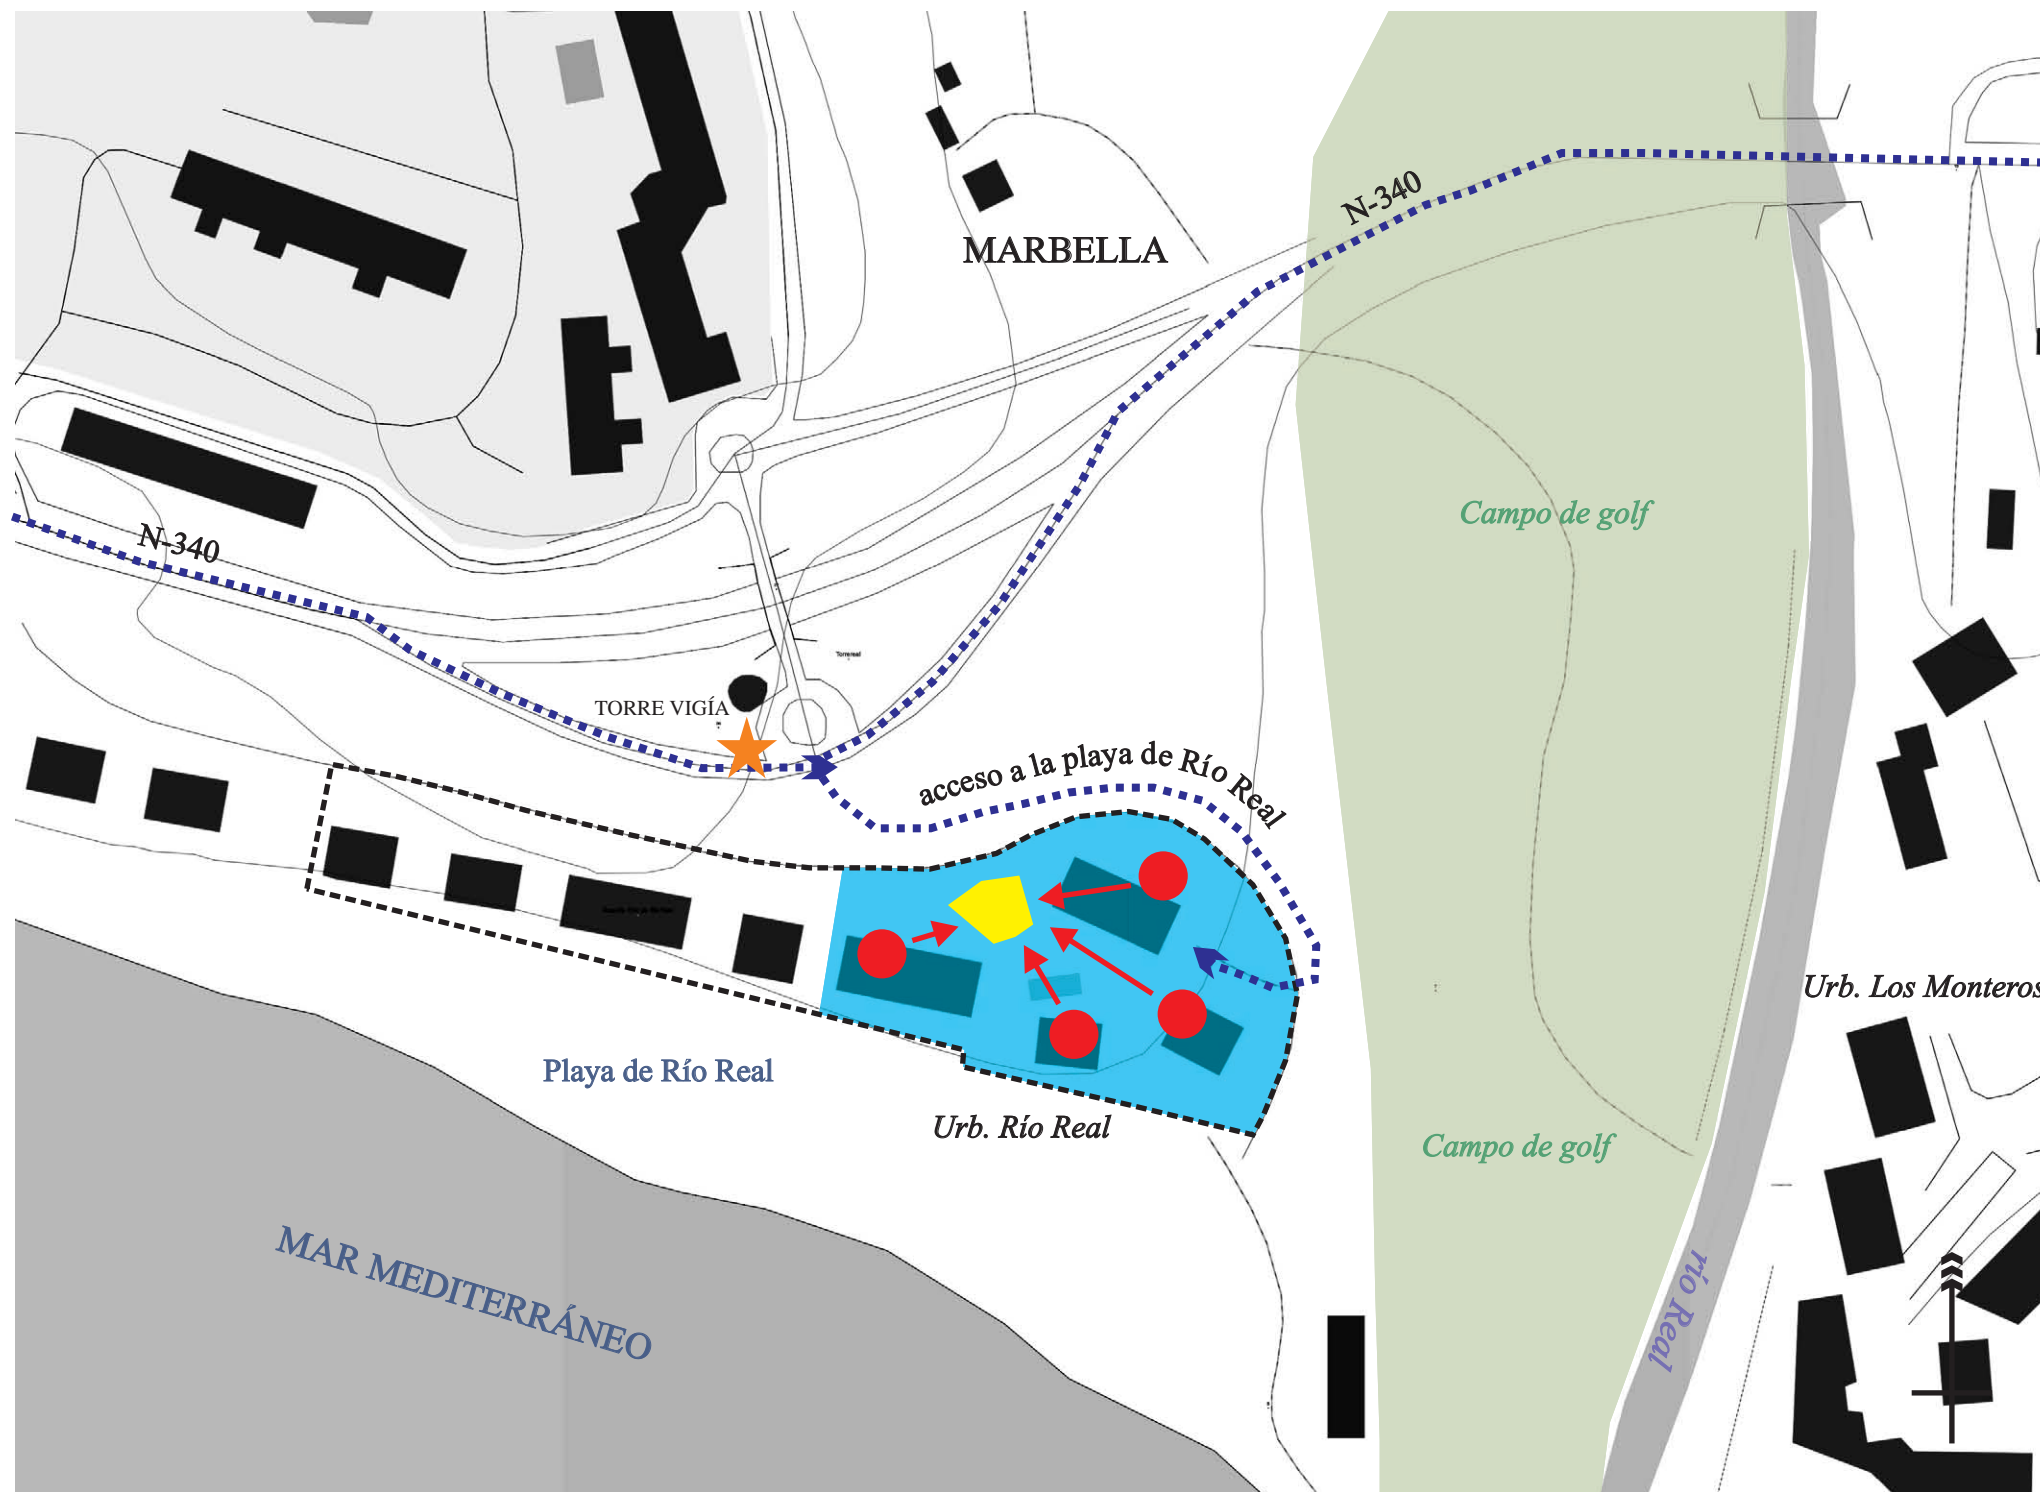 N-340
MARBELLA
Campo de golf
N-340
Torrereal
TORRE VIGÍA
acceso a la playa de Río Real
Urb. Los Monteros
Playa de Río Real
Urb. Río Real
Campo de golf
MAR MEDITERRÁNEO
río Real